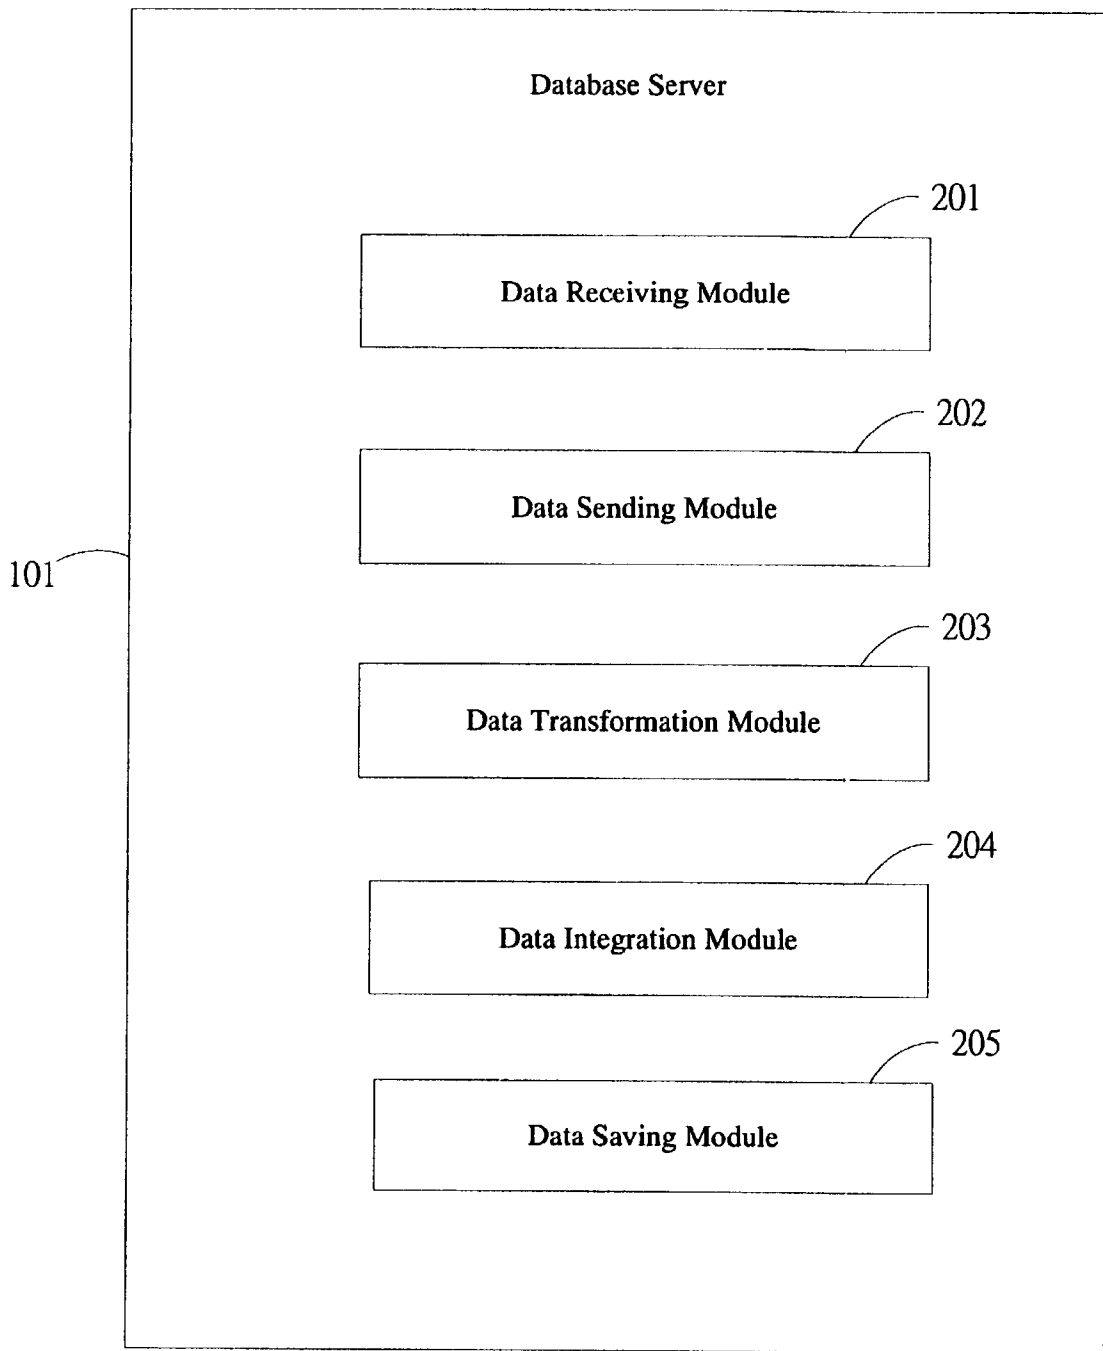 Database Server
201
Data Receiving Module
202
Data Sending Module
101
203
Data Transformation Module
204
Data Integration Module
205
Data Saving Module